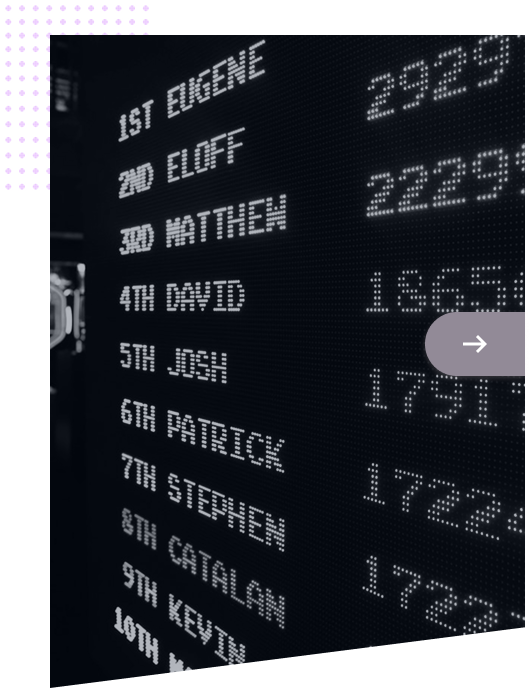 1ST EUGENE 2929
2ND ELOFF 2229
3RD MATTHEW 1865
4TH DAVID 1791
5TH JOSH 1722
6TH PATRICK 1722
7TH STEPHEN
8TH CATALAN
9TH KEVIN
10TH